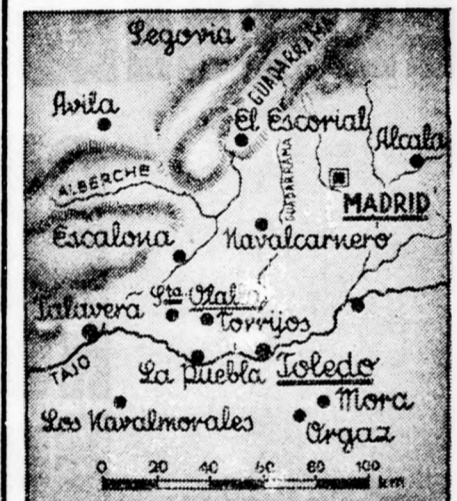 Segovia
GUADARRAMA
Avila
El Escorial
Alcala
ALBERCHE
GUADARRAMA
MADRID
Escalona
Navalcarnero
Sta Olalla
Talavera
Torrijos
TAJO
La Puebla
Toledo
Los Navalmorales
Mora
Orgaz
0 20 40 60 80 100
km